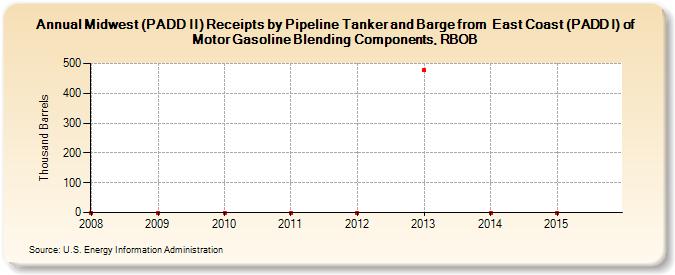 Annual Midwest (PADD II) Receipts by Pipeline Tanker and Barge from East Coast (PADD I) of
Motor Gasoline Blending Components, RBOB
Thousand Barrels
500
400
300
200
100
0
2008 2009 2010 2011 2012 2013 2014 2015
Source: U.S. Energy Information Administration